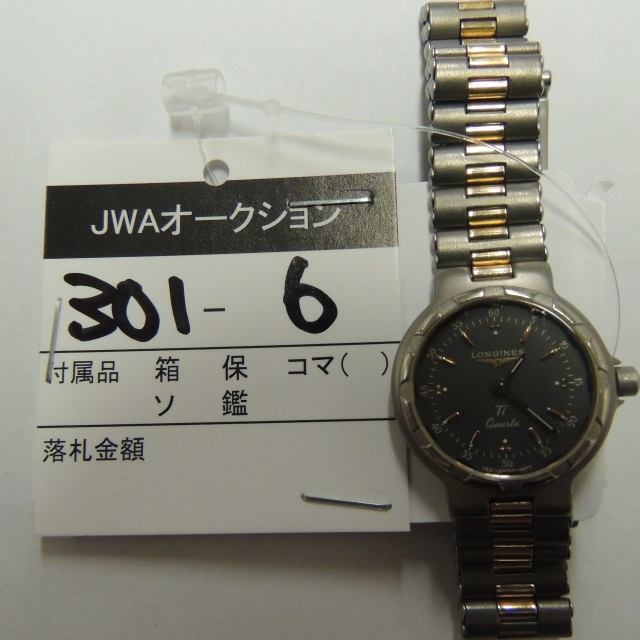 JWAオークション
301-6
付属品 箱 保 コマ( )
ソ 鑑
落札金額
LONGINES
Ti
Quartz